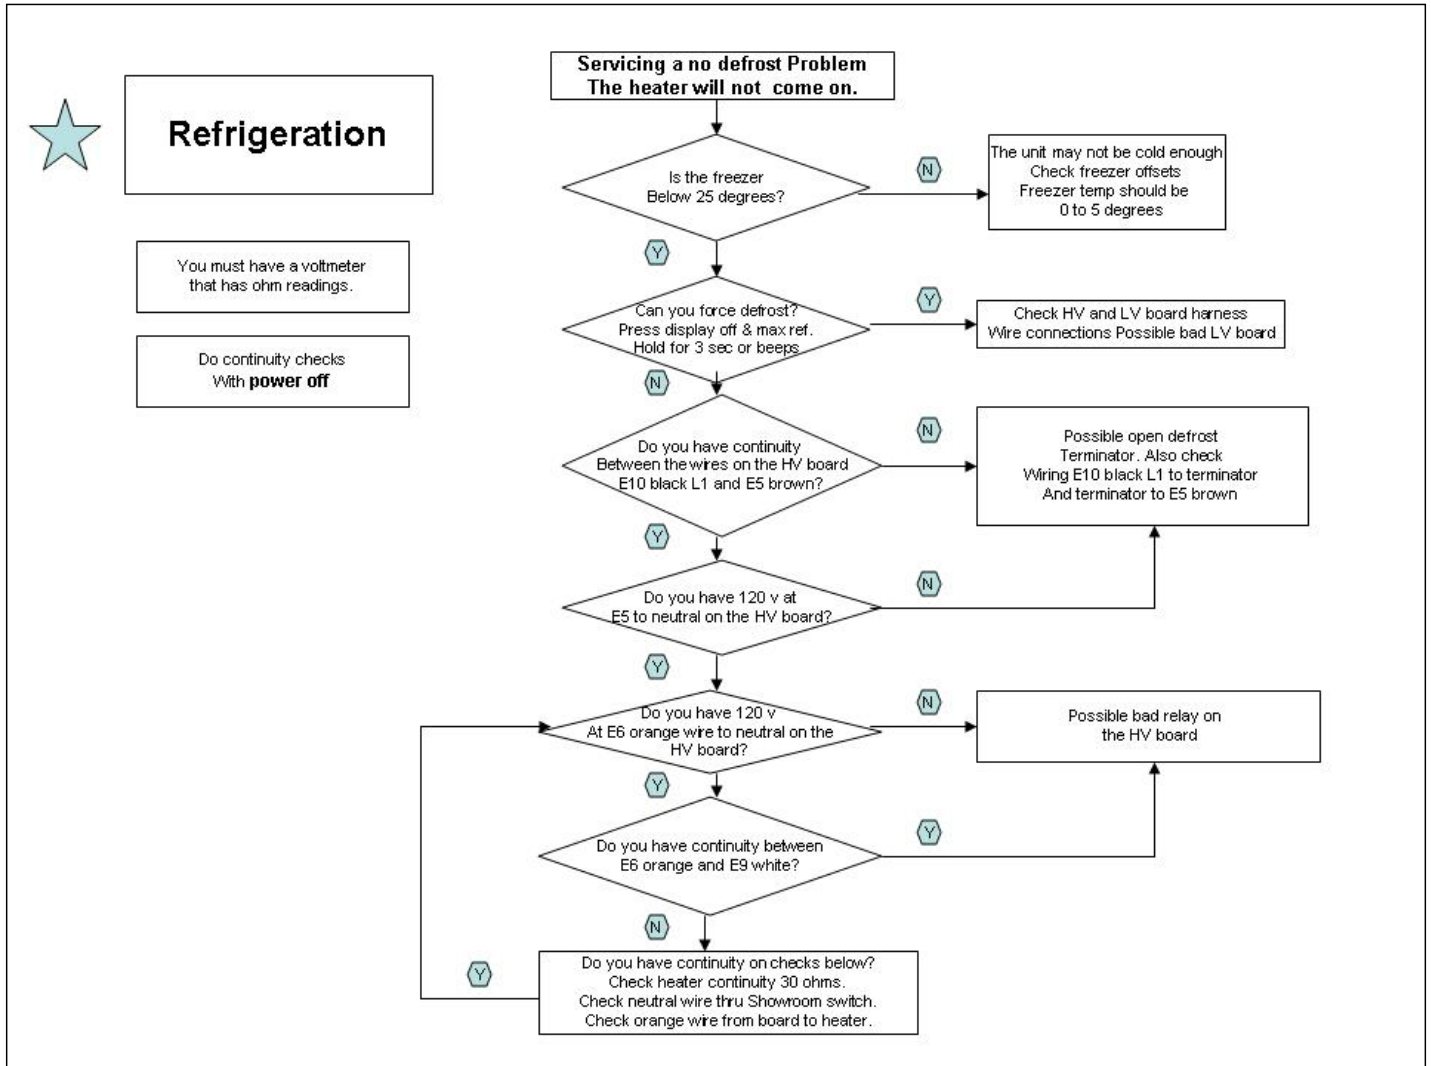 Servicing a no defrost Problem
The heater will not come on.
Refrigeration
You must have a voltmeter
that has ohm readings.
Do continuity checks
With power off
Is the freezer
Below 25 degrees?
N
The unit may not be cold enough
Check freezer offsets
Freezer temp should be
0 to 5 degrees
Y
Can you force defrost?
Press display off & max ref.
Hold for 3 sec or beeps
Y
Check HV and LV board harness
Wire connections Possible bad LV board
N
Do you have continuity
Between the wires on the HV board
E10 black L1 and E5 brown?
N
Possible open defrost
Terminator. Also check
Wiring E10 black L1 to terminator
And terminator to E5 brown
Y
Do you have 120 v at
E5 to neutral on the HV board?
N
Y
Do you have 120 v
At E6 orange wire to neutral on the
HV board?
N
Possible bad relay on
the HV board
Y
Do you have continuity between
E6 orange and E9 white?
Y
N
Do you have continuity on checks below?
Check heater continuity 30 ohms.
Check neutral wire thru Showroom switch.
Check orange wire from board to heater.
Y